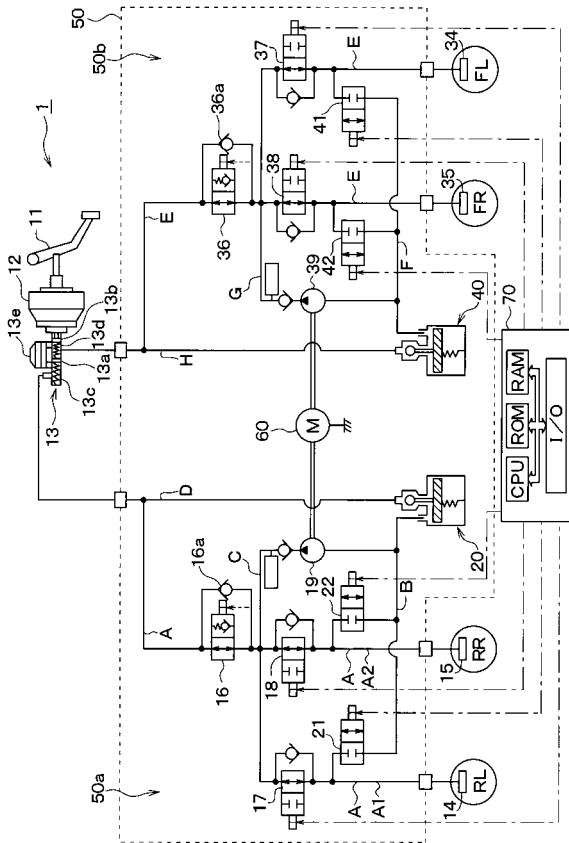 1
11
12
13e
13b
13d
13a
13c
13
50
50b
50a
E
36a
36
G
H
D
A
16a
16
C
37
E
34
FL
41
38
E
35
FR
42
F
39
40
60
M
20
19
22
B
18
A
A2
15
RR
21
17
A
A1
14
RL
70
CPU
ROM
RAM
I/O